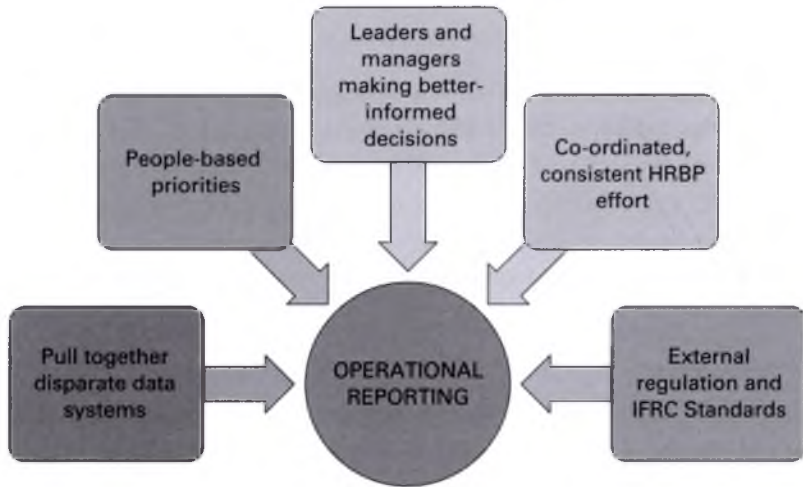 Leaders and
managers
making better-
informed
decisions
People-based
priorities
Co-ordinated,
consistent HRBP
effort
Pull together
disparate data
systems
OPERATIONAL
REPORTING
External
regulation and
IFRC Standards